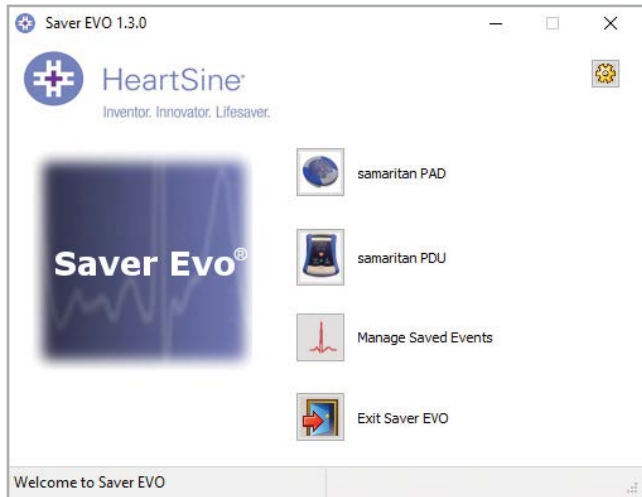 Saver EVO 1.3.0
HeartSine
Inventor. Innovator. Lifesaver.
Saver Evo®
samaritan PAD
samaritan PDU
Manage Saved Events
Exit Saver EVO
Welcome to Saver EVO